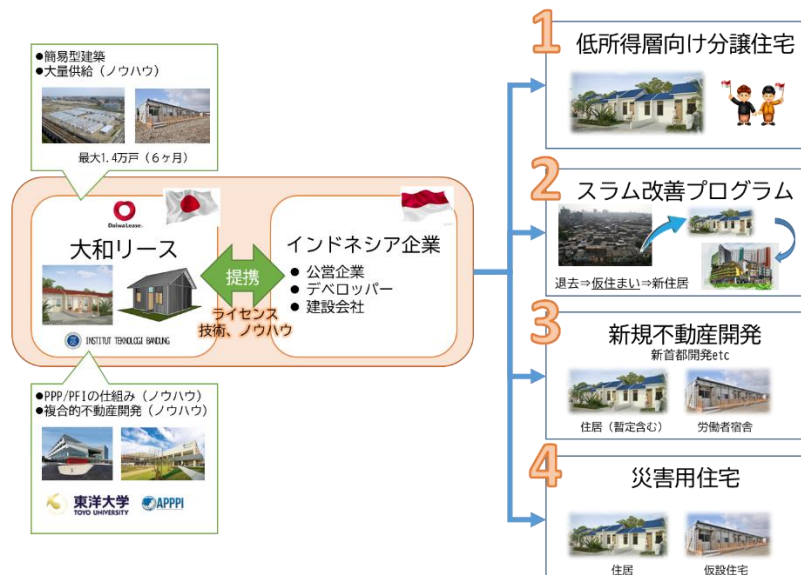 ●簡易型建築
●大量供給（ノウハウ）
最大1.4万戸（6ヶ月）
DaiwaLease.
大和リース
INSTITUT TEKNOLOGI BANDUNG
提携
ライセンス
技術、ノウハウ
インドネシア企業
● 公営企業
● デベロッパー
● 建設会社
●PPP/PFIの仕組み（ノウハウ）
●複合的不動産開発（ノウハウ）
東洋大学
TOYO UNIVERSITY
APPPI
1
低所得層向け分譲住宅
2
スラム改善プログラム
退去⇒仮住まい⇒新住居
3
新規不動産開発
新首都開発etc
住居（暫定含む）
労働者宿舎
4
災害用住宅
住居
仮設住宅